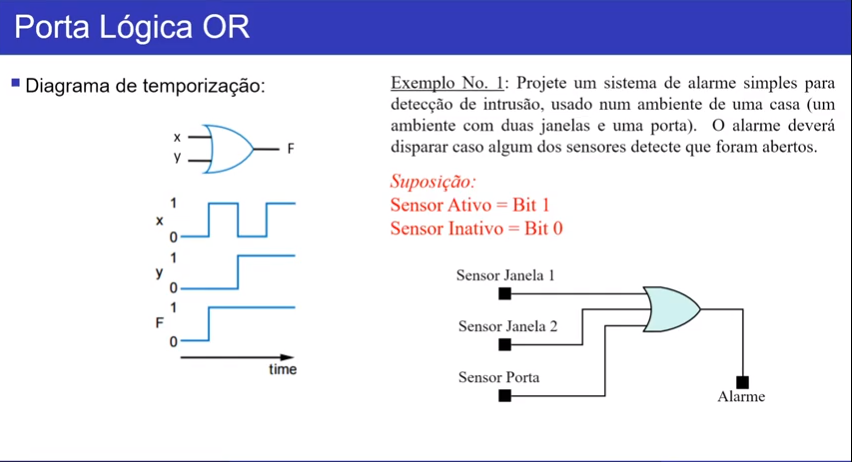 Porta Lógica OR
Diagrama de temporização:
x
y
F
1
x
0
1
y
0
1
F
0
time
Exemplo No. 1: Projete um sistema de alarme simples para
detecção de intrusão, usado num ambiente de uma casa (um
ambiente com duas janelas e uma porta). O alarme deverá
disparar caso algum dos sensores detecte que foram abertos.
Suposição:
Sensor Ativo = Bit 1
Sensor Inativo = Bit 0
Sensor Janela 1
Sensor Janela 2
Sensor Porta
Alarme